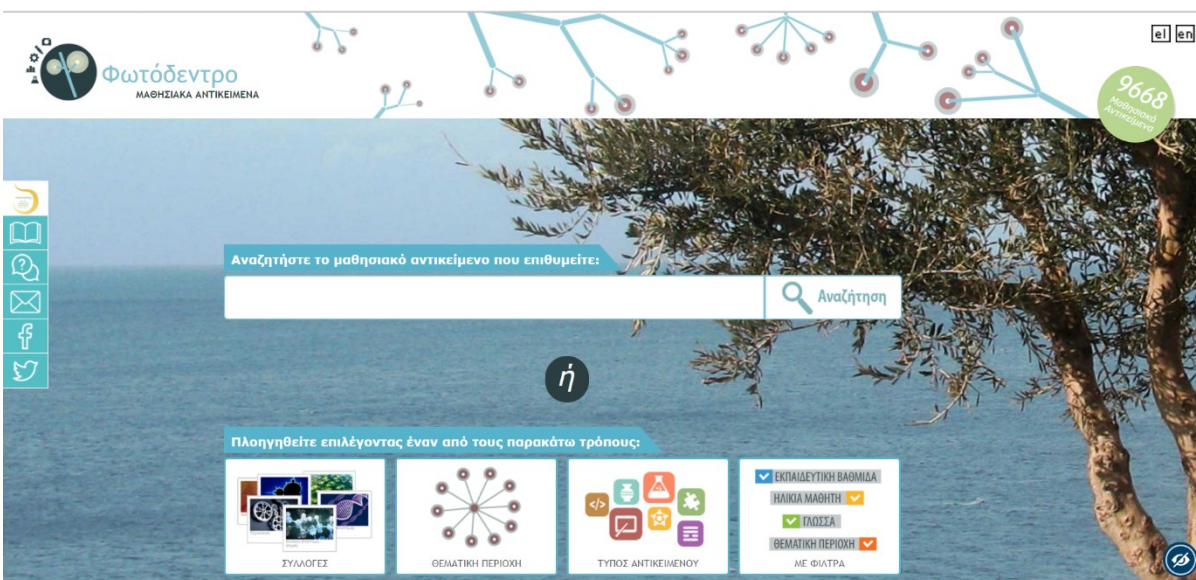 Φωτόδεντρο
ΜΑΘΗΣΙΑΚΑ ΑΝΤΙΚΕΙΜΕΝΑ
el en
9668
Μαθησιακά
Αντικείμενα
Αναζητήστε το μαθησιακό αντικείμενο που επιθυμείτε:
Αναζήτηση
ή
Πλοηγηθείτε επιλέγοντας έναν από τους παρακάτω τρόπους:
ΣΥΛΛΟΓΕΣ
ΘΕΜΑΤΙΚΗ ΠΕΡΙΟΧΗ
</>
ΤΥΠΟΣ ΑΝΤΙΚΕΙΜΕΝΟΥ
ΕΚΠΑΙΔΕΥΤΙΚΗ ΒΑΘΜΙΔΑ
ΗΛΙΚΙΑ ΜΑΘΗΤΗ
ΓΛΩΣΣΑ
ΘΕΜΑΤΙΚΗ ΠΕΡΙΟΧΗ
ΜΕ ΦΙΛΤΡΑ